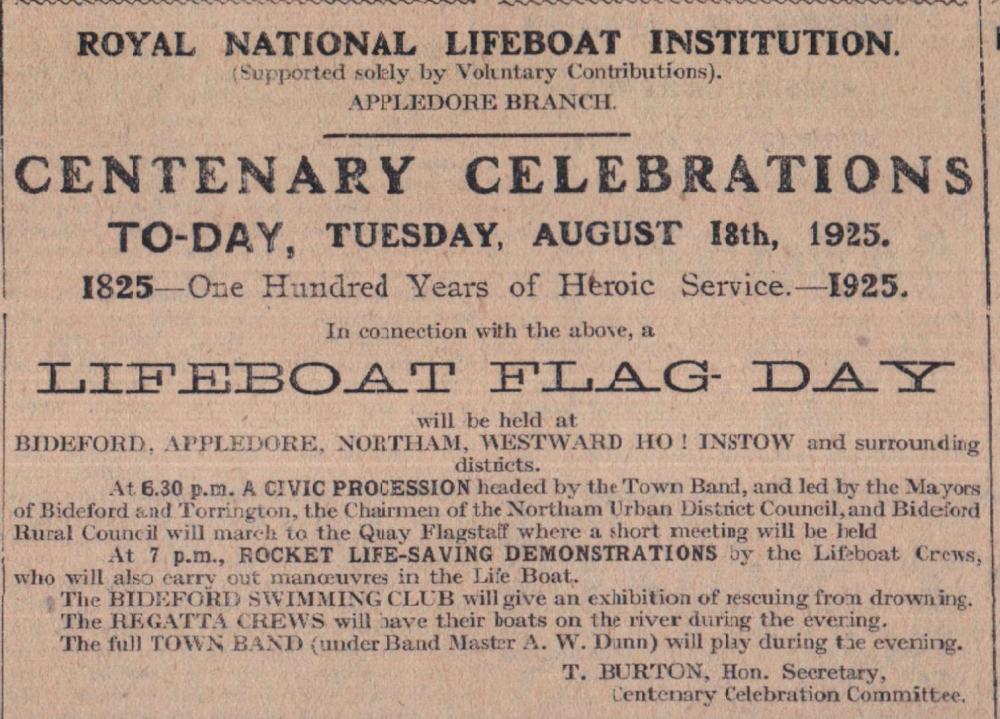 ROYAL NATIONAL LIFEBOAT INSTITUTION.
(Supported solely by Voluntary Contributions).
APPLEDORE BRANCH.
CENTENARY CELEBRATIONS
TO-DAY, TUESDAY, AUGUST 18th, 1925.
1825—One Hundred Years of Heroic Service.—1925.
In connection with the above, a
LIFEBOAT FLAG DAY
will be held at
BIDEFORD, APPLEDORE, NORTHAM, WESTWARD HO! INSTOW and surrounding
districts.
At 6.30 p.m. A CIVIC PROCESSION headed by the Town Band, and led by the Mayors
of Bideford and Torrington, the Chairmen of the Northam Urban District Council, and Bideford
Rural Council will march to the Quay Flagstaff where a short meeting will be held
At 7 p.m., ROCKET LIFE-SAVING DEMONSTRATIONS by the Lifeboat Crews,
who will also carry out manœuvres in the Life Boat.
The BIDEFORD SWIMMING CLUB will give an exhibition of rescuing from drowning.
The REGATTA CREWS will have their boats on the river during the evering.
The full TOWN BAND (under Band Master A. W. Dunn) will play during the evening.
T. BURTON, Hon. Secretary,
Centenary Celebration Committee.